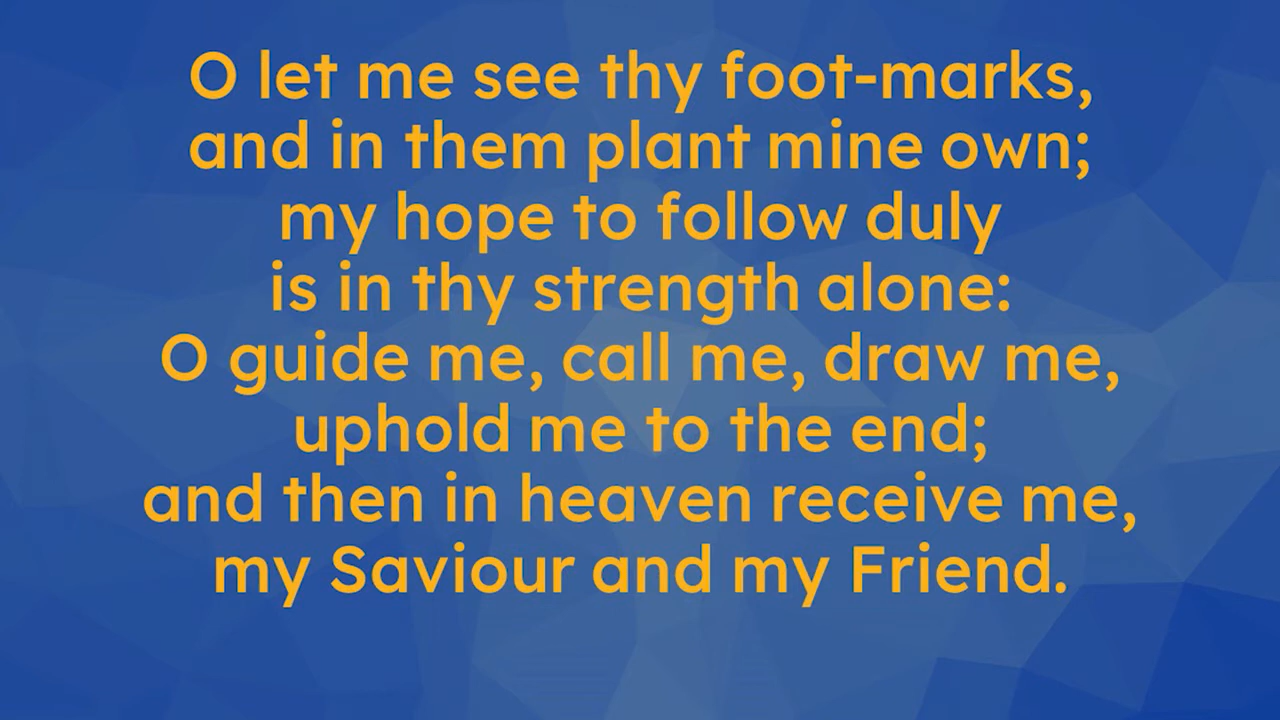 O let me see thy foot-marks,
and in them plant mine own;
my hope to follow duly
is in thy strength alone:
O guide me, call me, draw me,
uphold me to the end;
and then in heaven receive me,
my Saviour and my Friend.